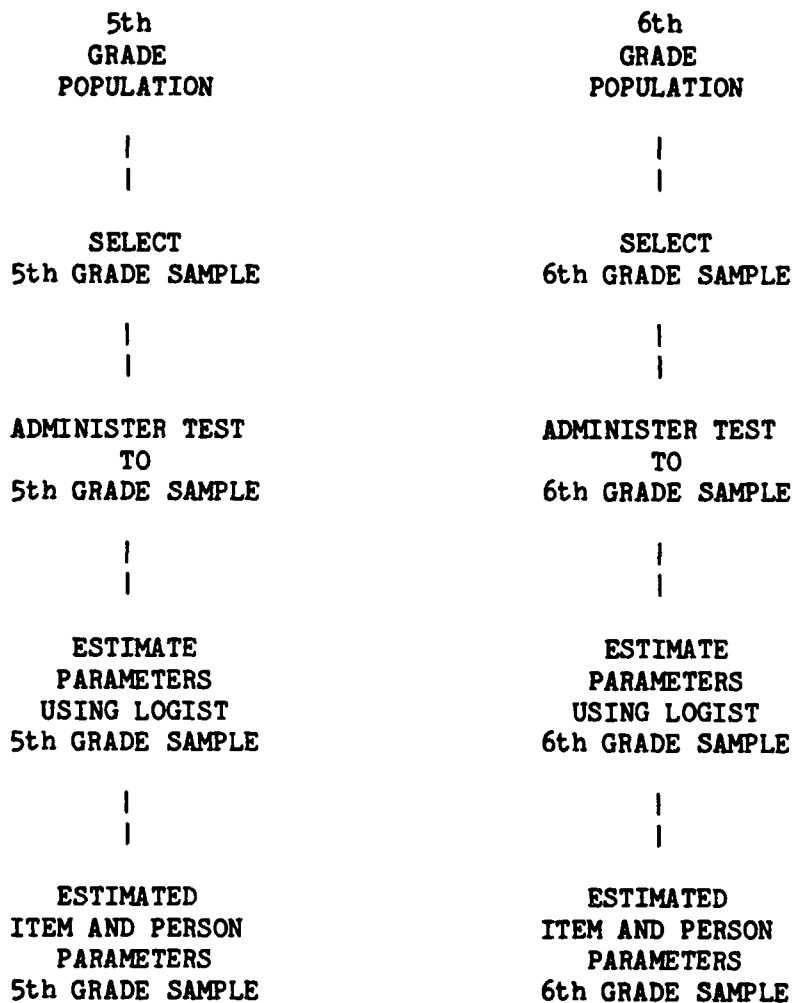 5th
GRADE
POPULATION
SELECT
5th GRADE SAMPLE
ADMINISTER TEST
TO
5th GRADE SAMPLE
ESTIMATE
PARAMETERS
USING LOGIST
5th GRADE SAMPLE
ESTIMATED
ITEM AND PERSON
PARAMETERS
5th GRADE SAMPLE
6th
GRADE
POPULATION
SELECT
6th GRADE SAMPLE
ADMINISTER TEST
TO
6th GRADE SAMPLE
ESTIMATE
PARAMETERS
USING LOGIST
6th GRADE SAMPLE
ESTIMATED
ITEM AND PERSON
PARAMETERS
6th GRADE SAMPLE